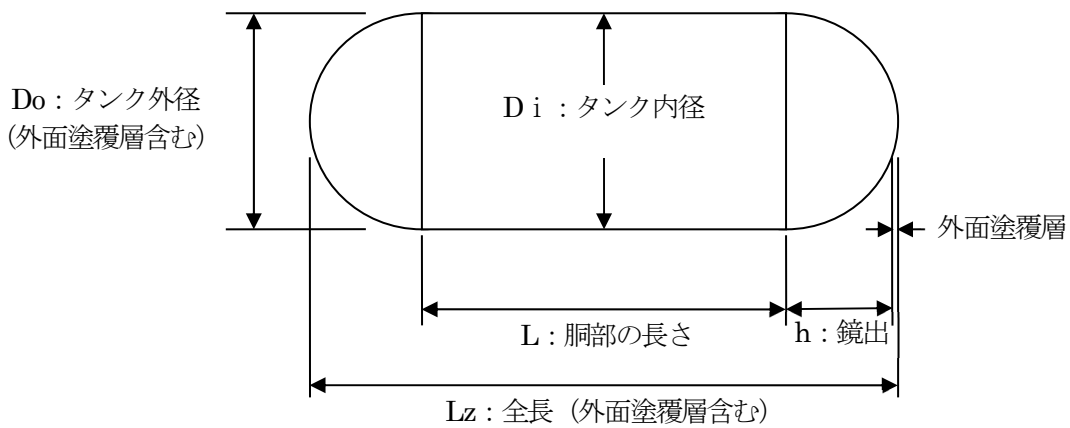 Do：タンク外径
（外面塗覆層含む）
Dｉ：タンク内径
外面塗覆層
L：胴部の長さ
h：鏡出
Lz：全長（外面塗覆層含む）